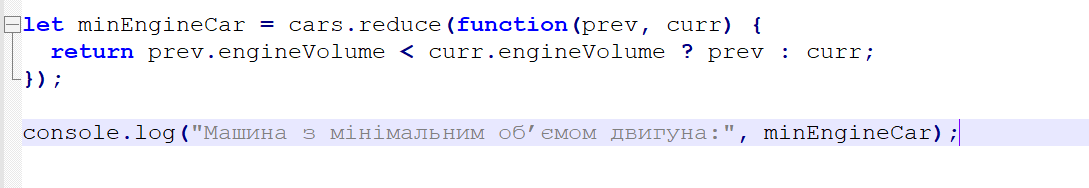 let minEngineCar = cars.reduce(function(prev, curr) {
  return prev.engineVolume < curr.engineVolume ? prev : curr;
});
console.log("Машина з мінімальним об’ємом двигуна:", minEngineCar);